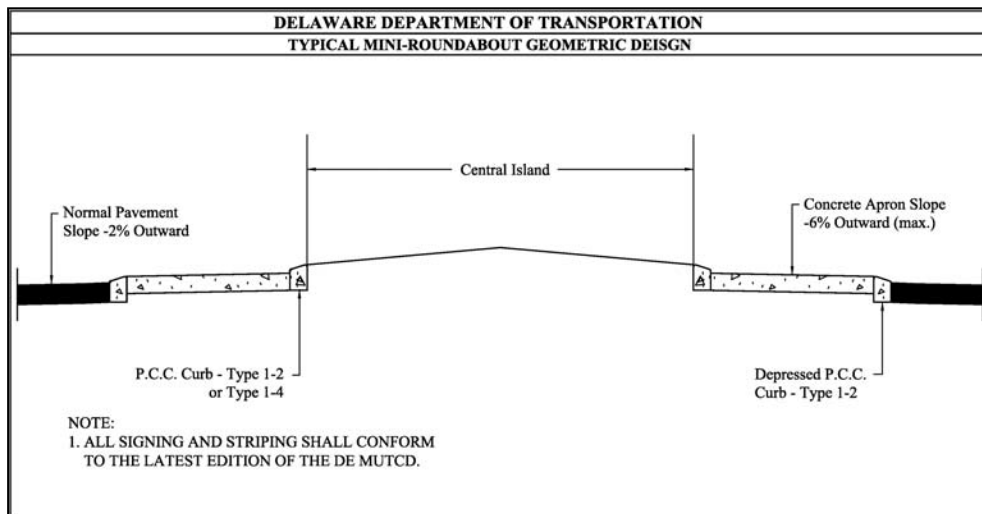 DELAWARE DEPARTMENT OF TRANSPORTATION
TYPICAL MINI-ROUNDABOUT GEOMETRIC DEISGN
Central Island
Normal Pavement
Slope -2% Outward
Concrete Apron Slope
-6% Outward (max.)
P.C.C. Curb - Type 1-2
or Type 1-4
Depressed P.C.C.
Curb - Type 1-2
NOTE:
1. ALL SIGNING AND STRIPING SHALL CONFORM
TO THE LATEST EDITION OF THE DE MUTCD.